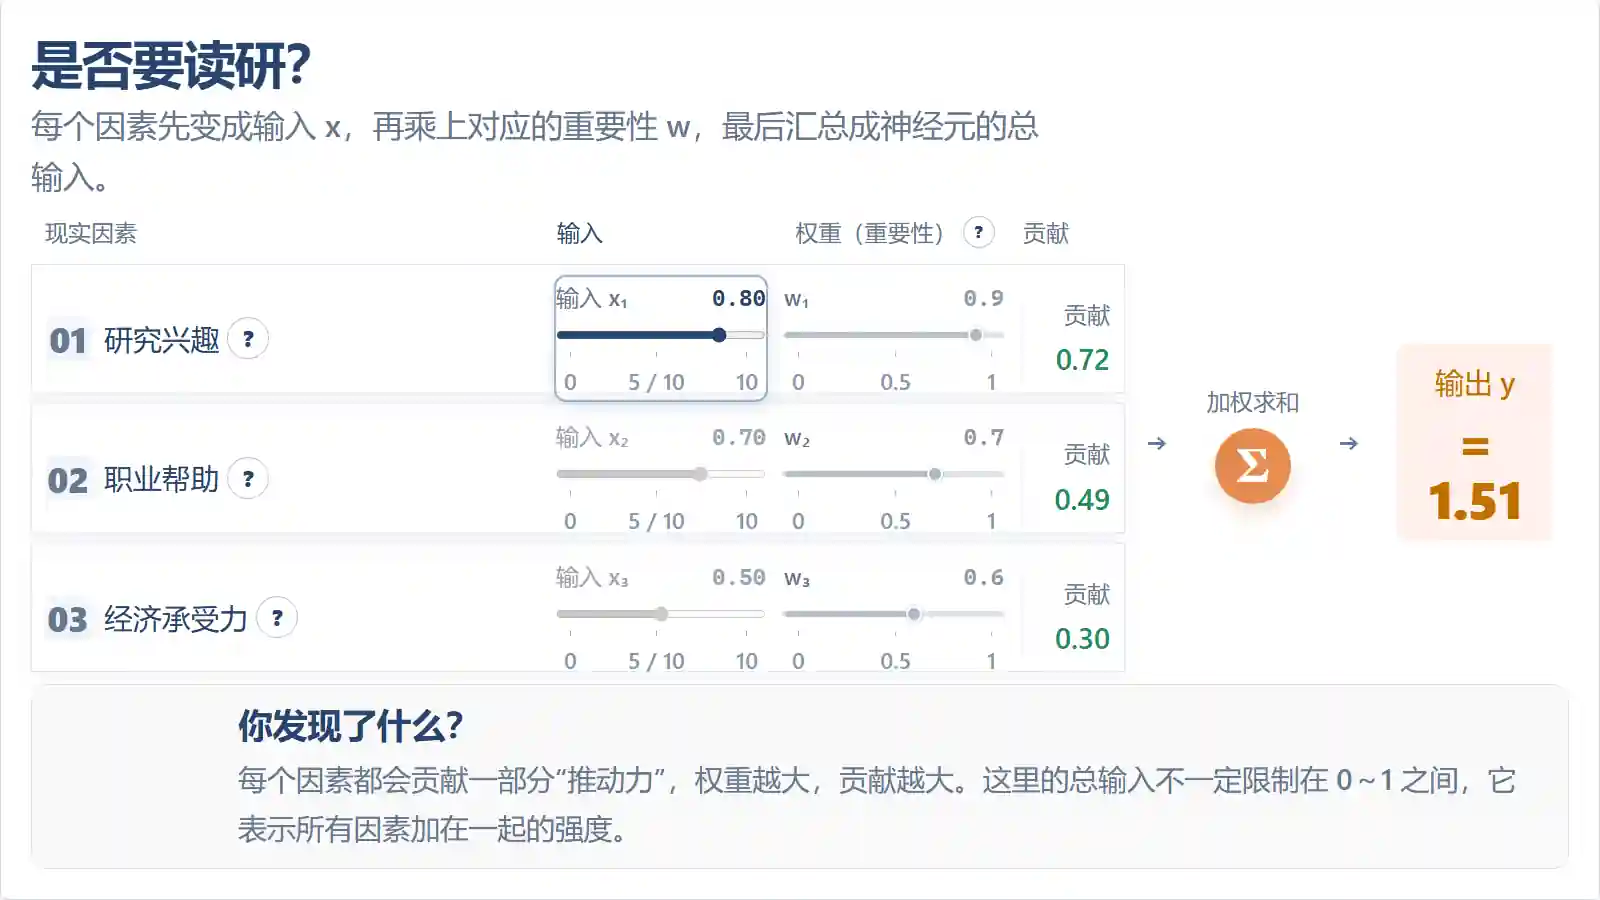 是否要读研?
每个因素先变成输入 x，再乘上对应的重要性 w，最后汇总成神经元的总
输入。
现实因素 输入 权重（重要性） ? 贡献
01 研究兴趣 ?
输入 x₁ 0.80
0 5 / 10 10
w₁ 0.9
0 0.5 1
贡献
0.72
02 职业帮助 ?
输入 x₂ 0.70
0 5 / 10 10
w₂ 0.7
0 0.5 1
贡献
0.49
03 经济承受力 ?
输入 x₃ 0.50
0 5 / 10 10
w₃ 0.6
0 0.5 1
贡献
0.30
→
加权求和
Σ
→
输出 y
=
1.51
你发现了什么?
每个因素都会贡献一部分“推动力”，权重越大，贡献越大。这里的总输入不一定限制在 0~1 之间，它
表示所有因素加在一起的强度。